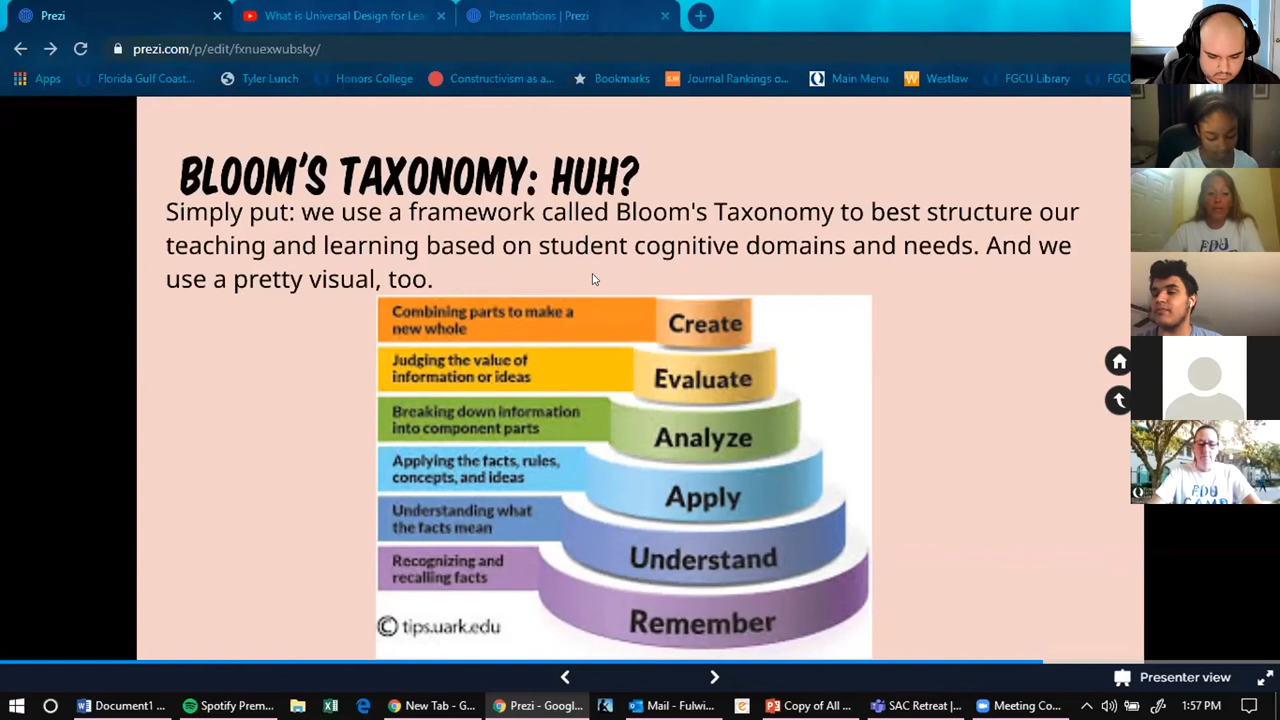 Prezi
What is Universal Design for Lea
Presentations | Prezi
prezi.com/p/edit/fxnuexwubsky/
Apps
Florida Gulf Coast...
Tyler Lunch
Honors College
Constructivism as a...
Bookmarks
Journal Rankings o...
Main Menu
Westlaw
FGCU Library
FGCU
BLOOM'S TAXONOMY: HUH?
Simply put: we use a framework called Bloom's Taxonomy to best structure our
teaching and learning based on student cognitive domains and needs. And we
use a pretty visual, too.
Combining parts to make a
new whole
Create
Judging the value of
information or ideas
Evaluate
Breaking down information
into component parts
Analyze
Applying the facts, rules,
concepts, and ideas
Apply
Understanding what
the facts mean
Understand
Recognizing and
recalling facts
Remember
© tips.uark.edu
EDU
CAMP
Presenter view
Document1 ...
Spotify Prem...
New Tab - G...
Prezi - Googl...
Mail - Fulwi...
Copy of All ...
SAC Retreat | ...
Meeting Co...
1:57 PM